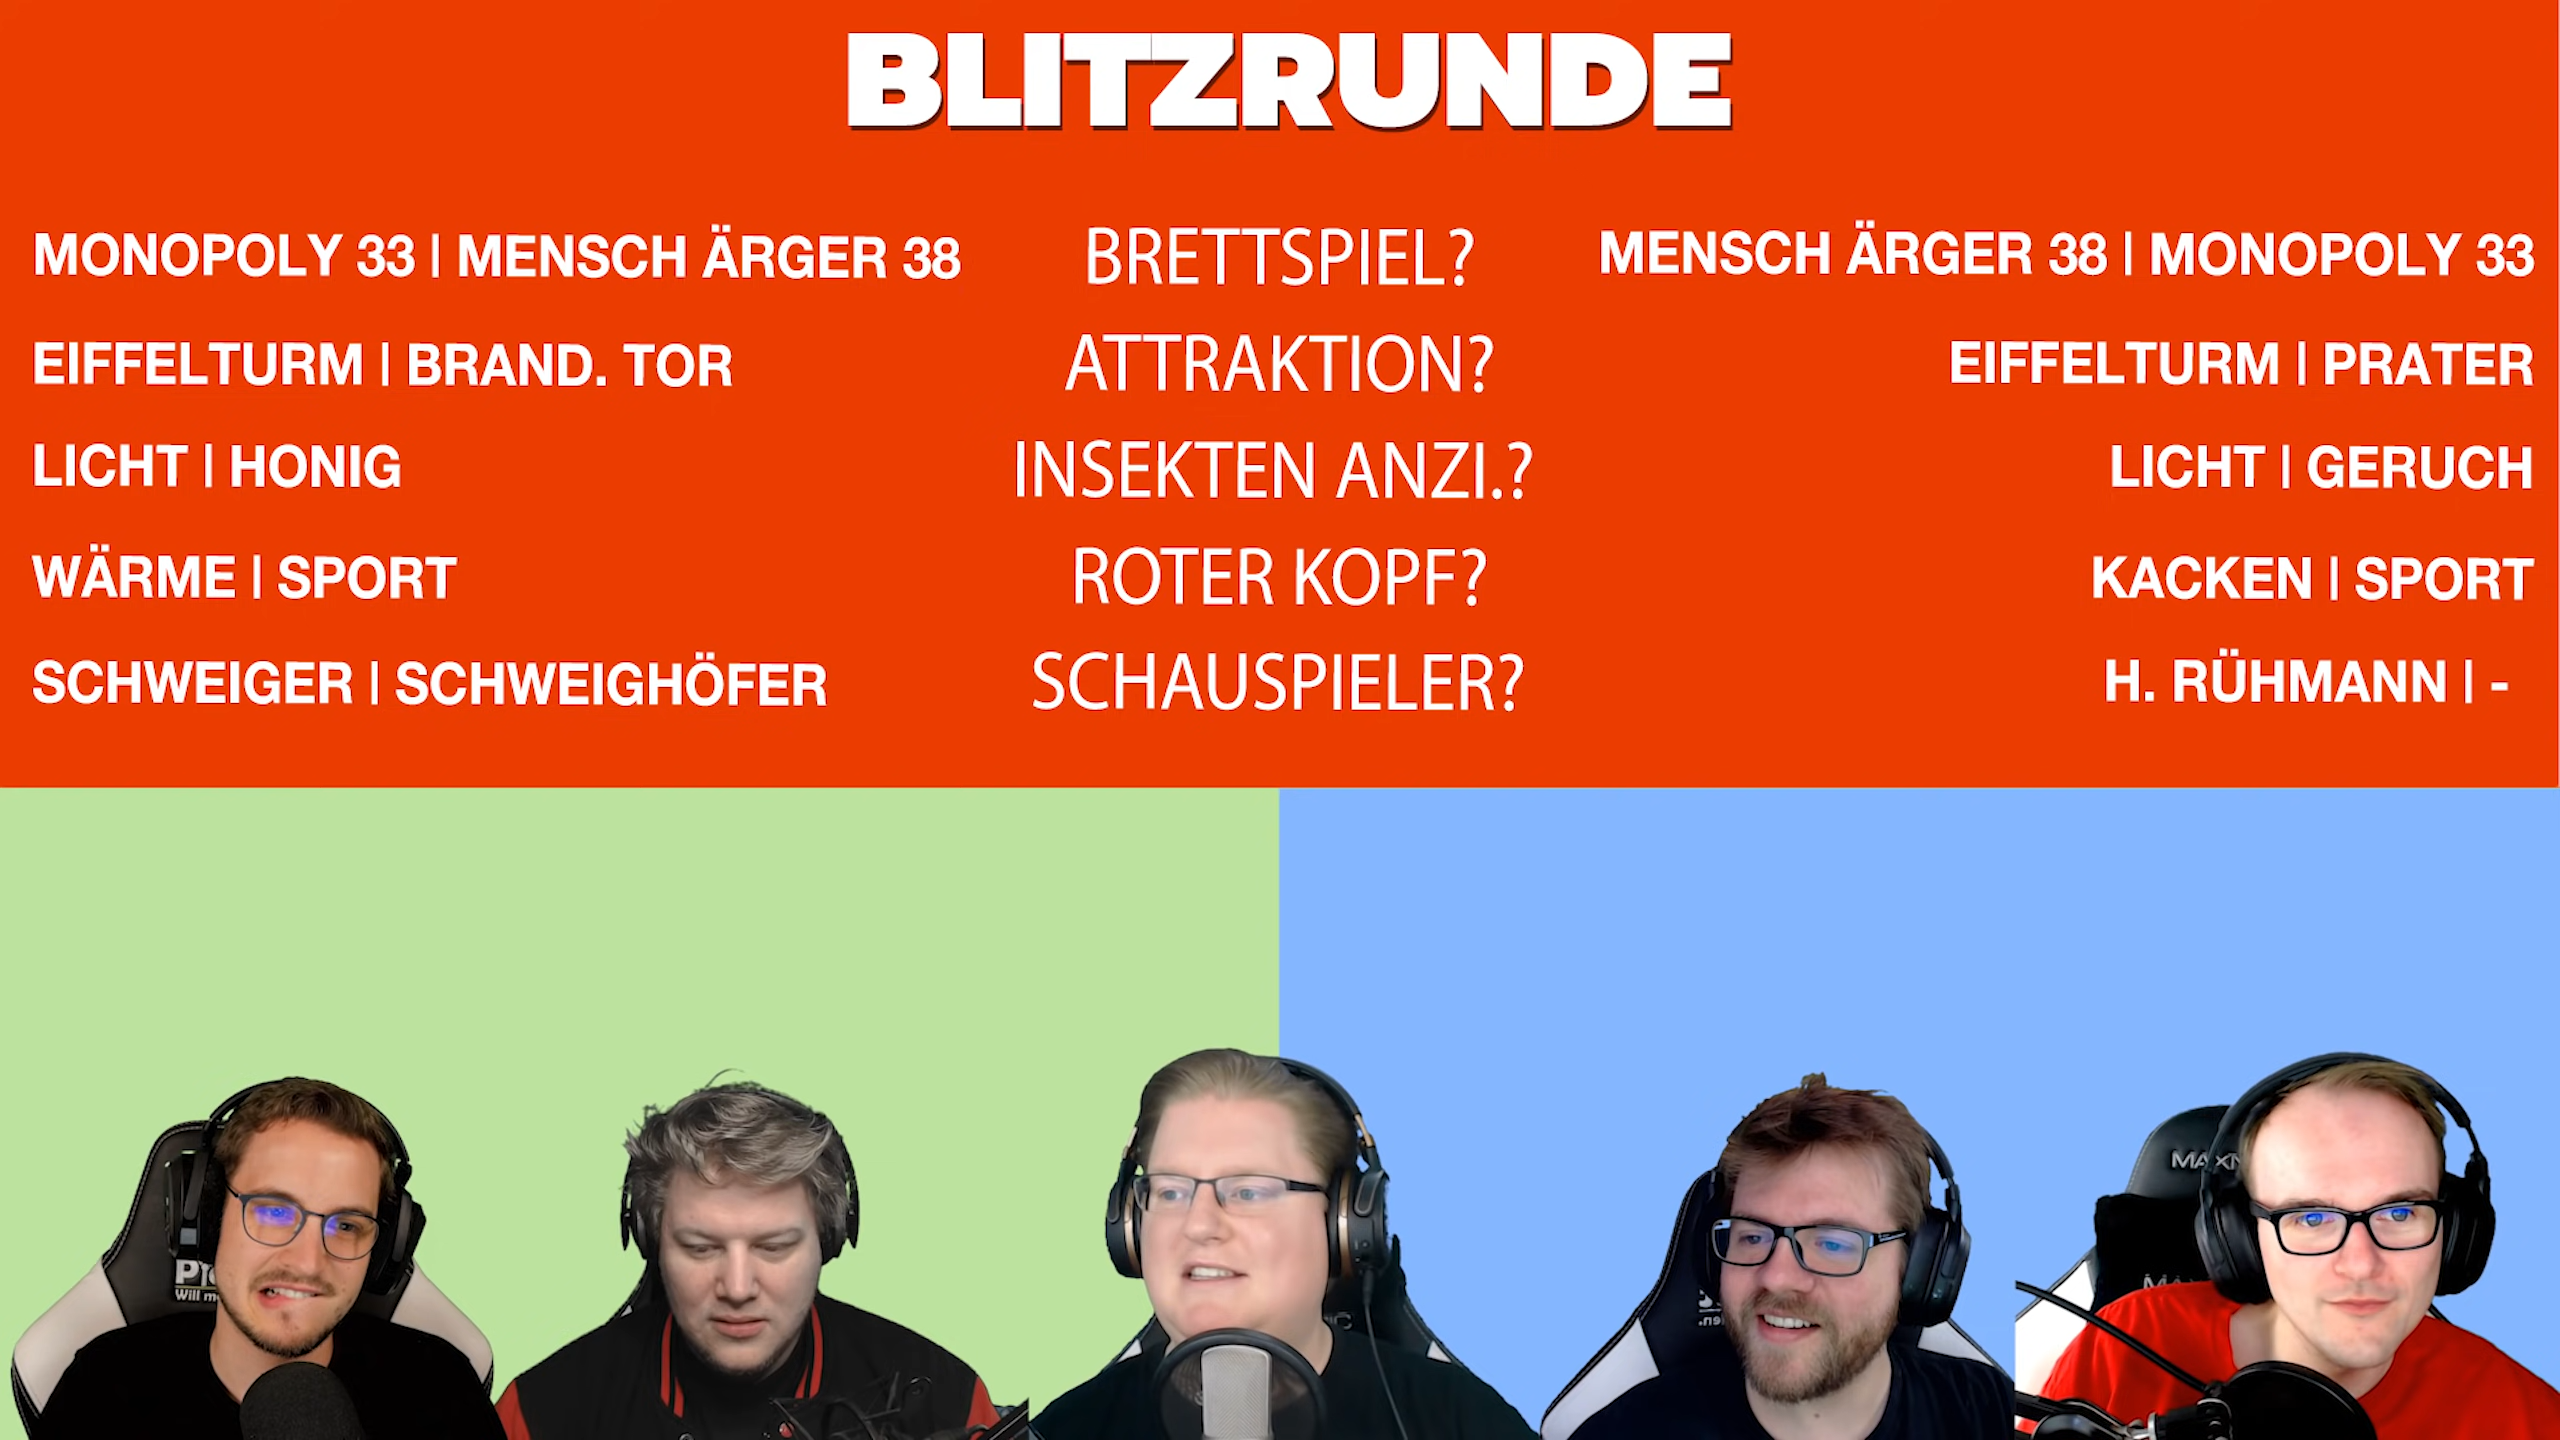 BLITZRUNDE
MONOPOLY 33 | MENSCH ÄRGER 38 BRETTSPIEL? MENSCH ÄRGER 38 | MONOPOLY 33
EIFFELTURM | BRAND. TOR ATTRAKTION? EIFFELTURM | PRATER
LICHT | HONIG INSEKTEN ANZI.? LICHT | GERUCH
WÄRME | SPORT ROTER KOPF? KACKEN | SPORT
SCHWEIGER | SCHWEIGHÖFER SCHAUSPIELER? H. RÜHMANN | -
Will